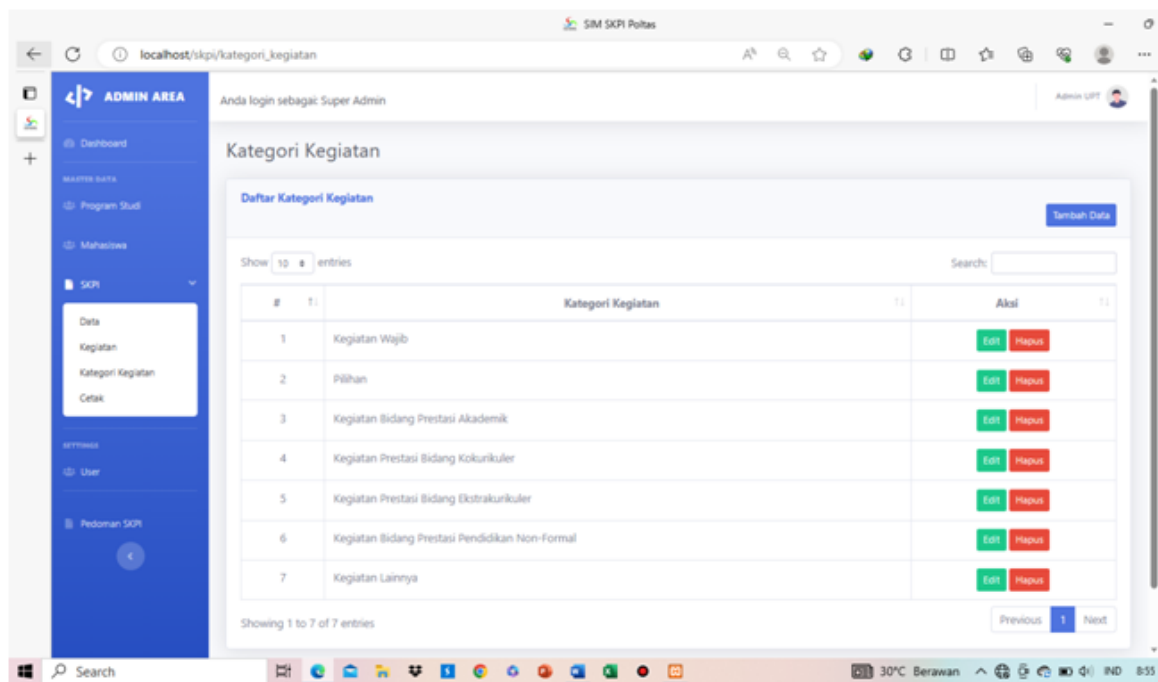 SIM SKPI Poltas
localhost/skpi/kategori_kegiatan
ADMIN AREA
Anda login sebagai: Super Admin
Admin UPT
Dashboard
Kategori Kegiatan
MASTER DATA
Program Studi
Daftar Kategori Kegiatan
Tambah Data
Mahasiswa
Show 10 entries
Search:
SKPI
# Kategori Kegiatan Aksi
Data
Kegiatan
Kategori Kegiatan
Cetak
1 Kegiatan Wajib Edit Hapus
2 Pilihan Edit Hapus
3 Kegiatan Bidang Prestasi Akademik Edit Hapus
4 Kegiatan Prestasi Bidang Kokurikuler Edit Hapus
5 Kegiatan Prestasi Bidang Ekstrakurikuler Edit Hapus
6 Kegiatan Bidang Prestasi Pendidikan Non-Formal Edit Hapus
7 Kegiatan Lainnya Edit Hapus
SETTINGS
User
Pedoman SKPI
Showing 1 to 7 of 7 entries
Previous 1 Next
Search
30°C Berawan
IND
8:55